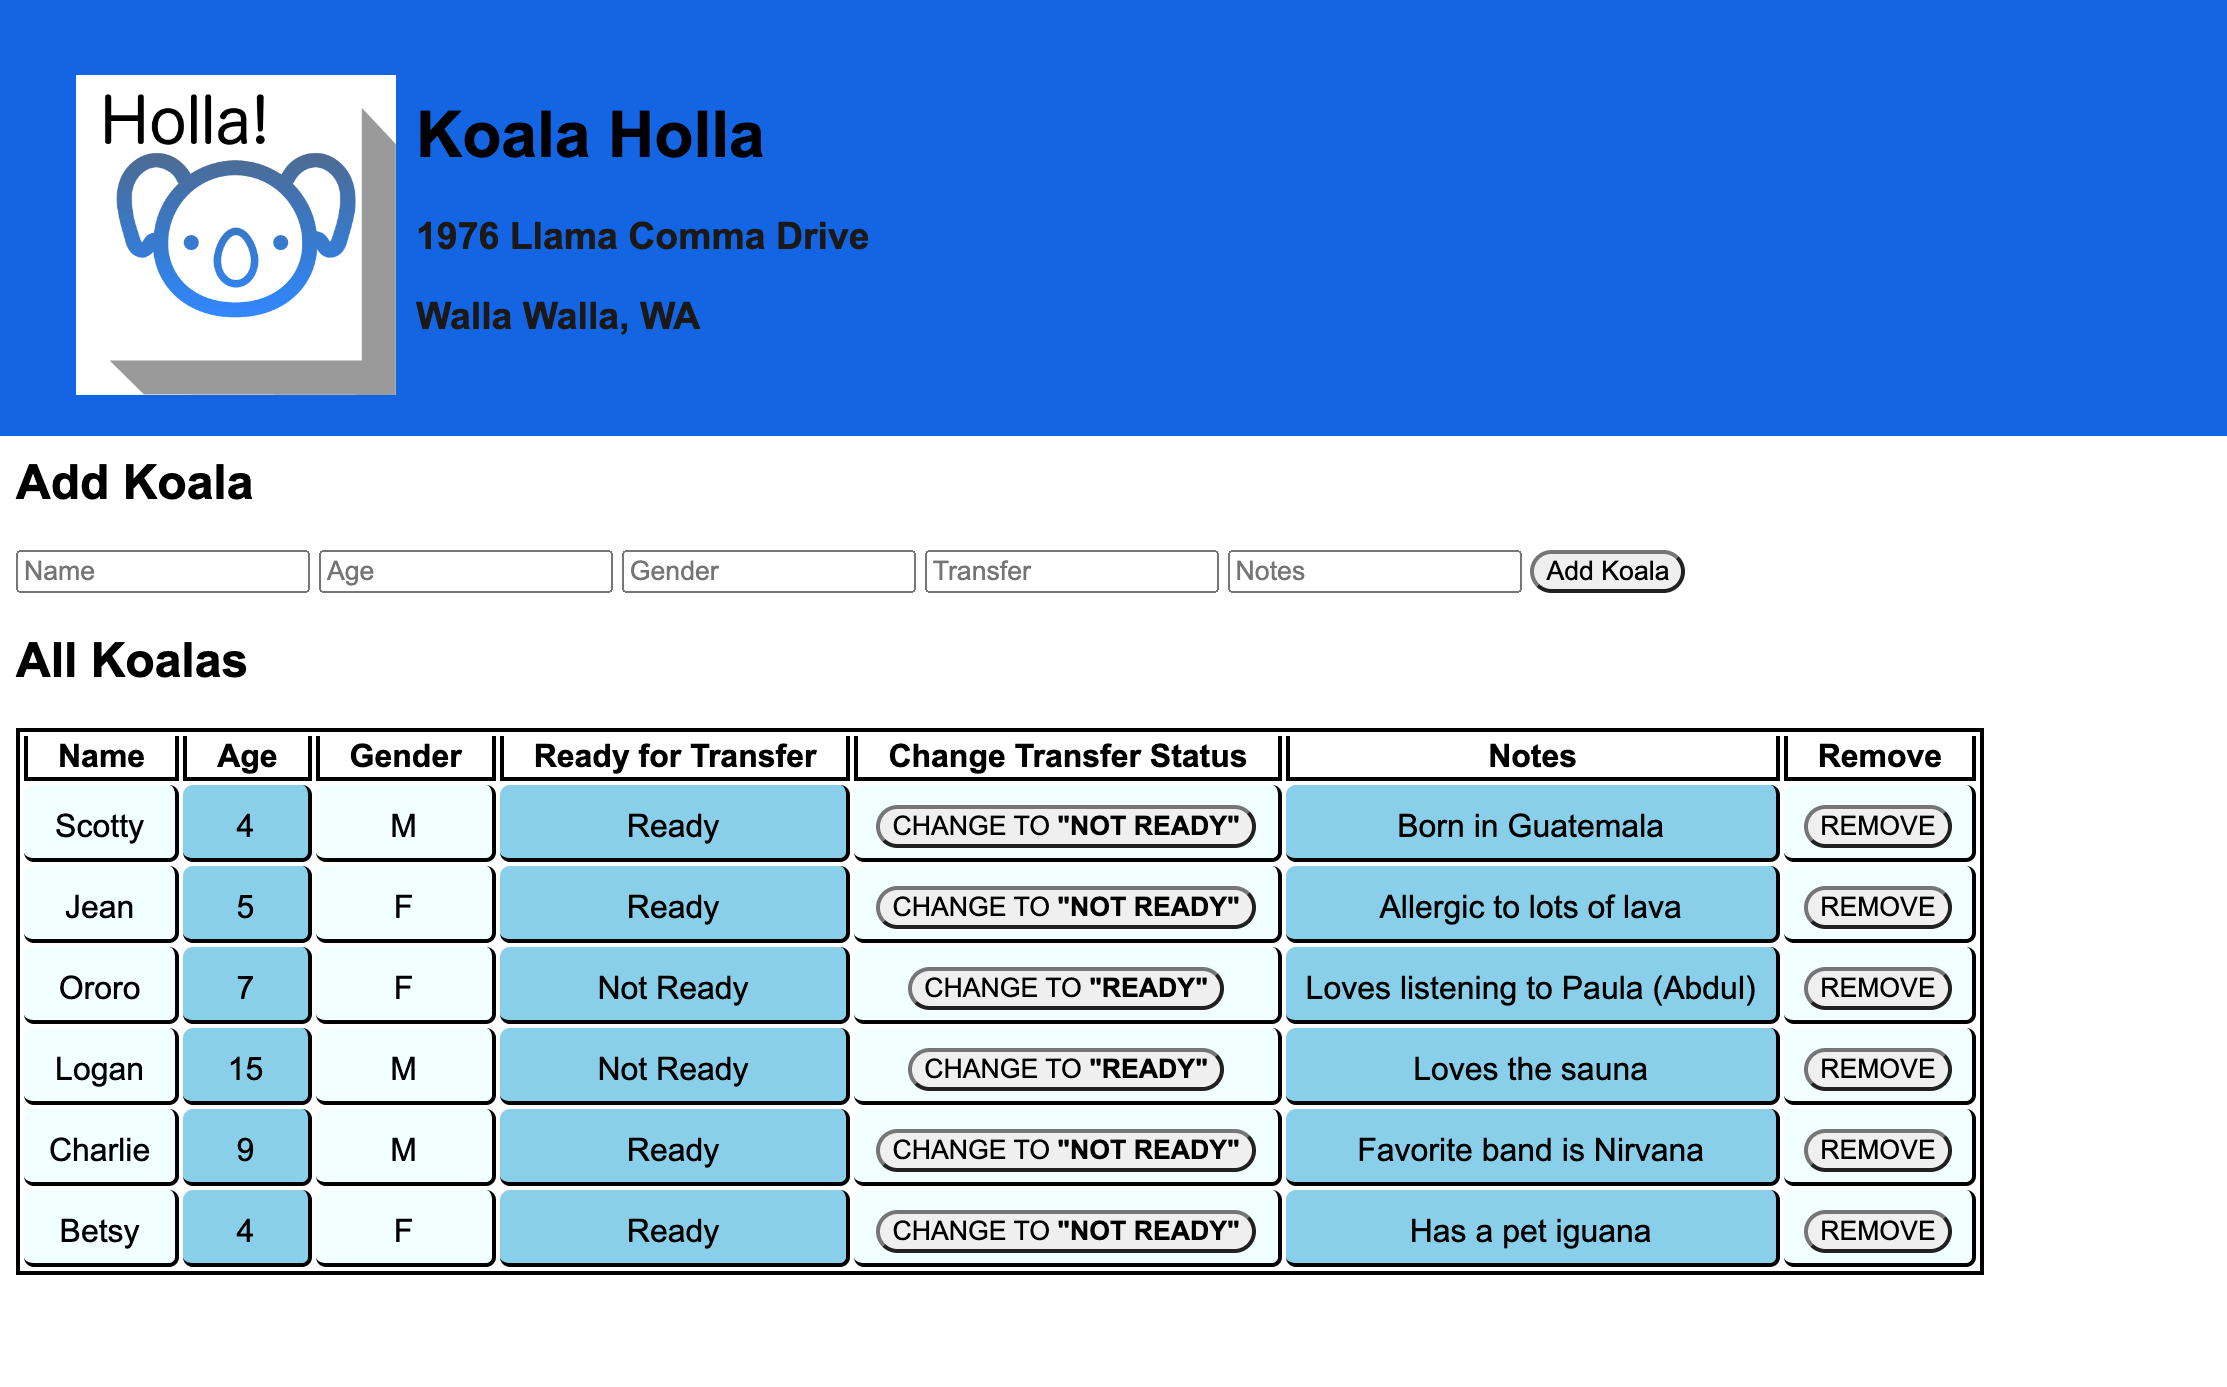 Holla!
Koala Holla
1976 Llama Comma Drive
Walla Walla, WA
Add Koala
Name Age Gender Transfer Notes Add Koala
All Koalas
Name Age Gender Ready for Transfer Change Transfer Status Notes Remove
Scotty 4 M Ready CHANGE TO "NOT READY" Born in Guatemala REMOVE
Jean 5 F Ready CHANGE TO "NOT READY" Allergic to lots of lava REMOVE
Ororo 7 F Not Ready CHANGE TO "READY" Loves listening to Paula (Abdul) REMOVE
Logan 15 M Not Ready CHANGE TO "READY" Loves the sauna REMOVE
Charlie 9 M Ready CHANGE TO "NOT READY" Favorite band is Nirvana REMOVE
Betsy 4 F Ready CHANGE TO "NOT READY" Has a pet iguana REMOVE